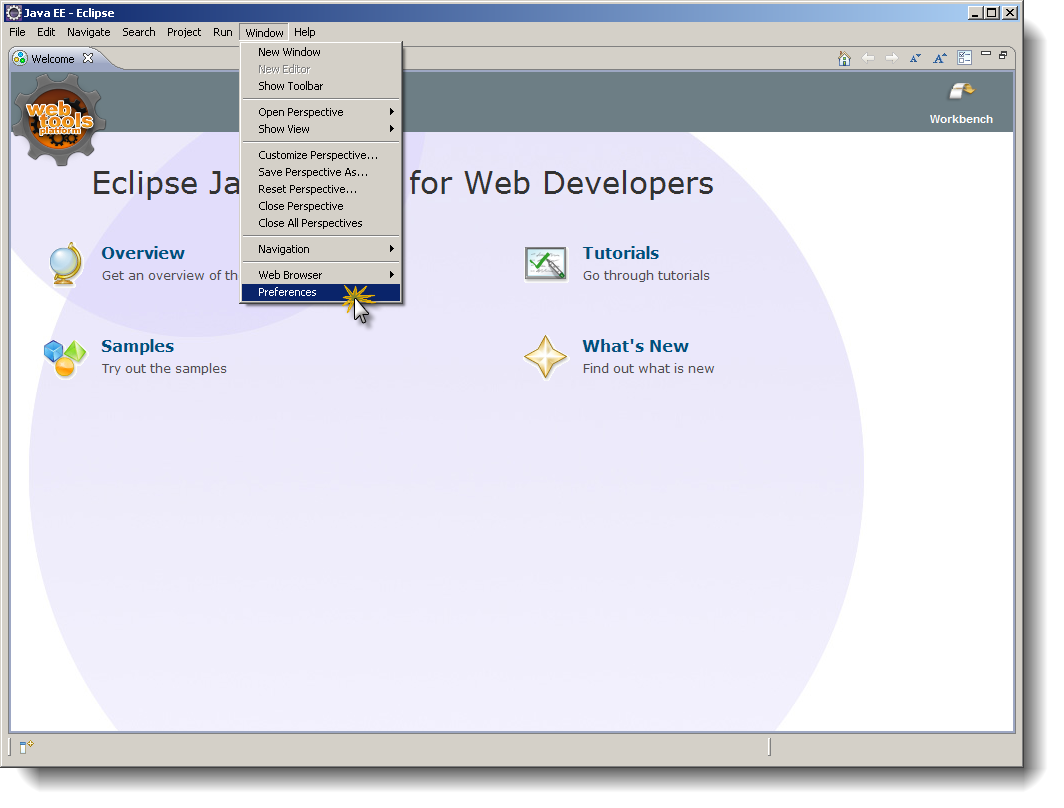 Java EE - Eclipse
File Edit Navigate Search Project Run Window Help
Welcome
New Window
New Editor
Show Toolbar
Open Perspective
Show View
Customize Perspective...
Save Perspective As...
Reset Perspective...
Close Perspective
Close All Perspectives
Navigation
Web Browser
Preferences
web
tools
platform
Workbench
Eclipse Ja for Web Developers
Overview
Get an overview of th
Tutorials
Go through tutorials
Samples
Try out the samples
What's New
Find out what is new